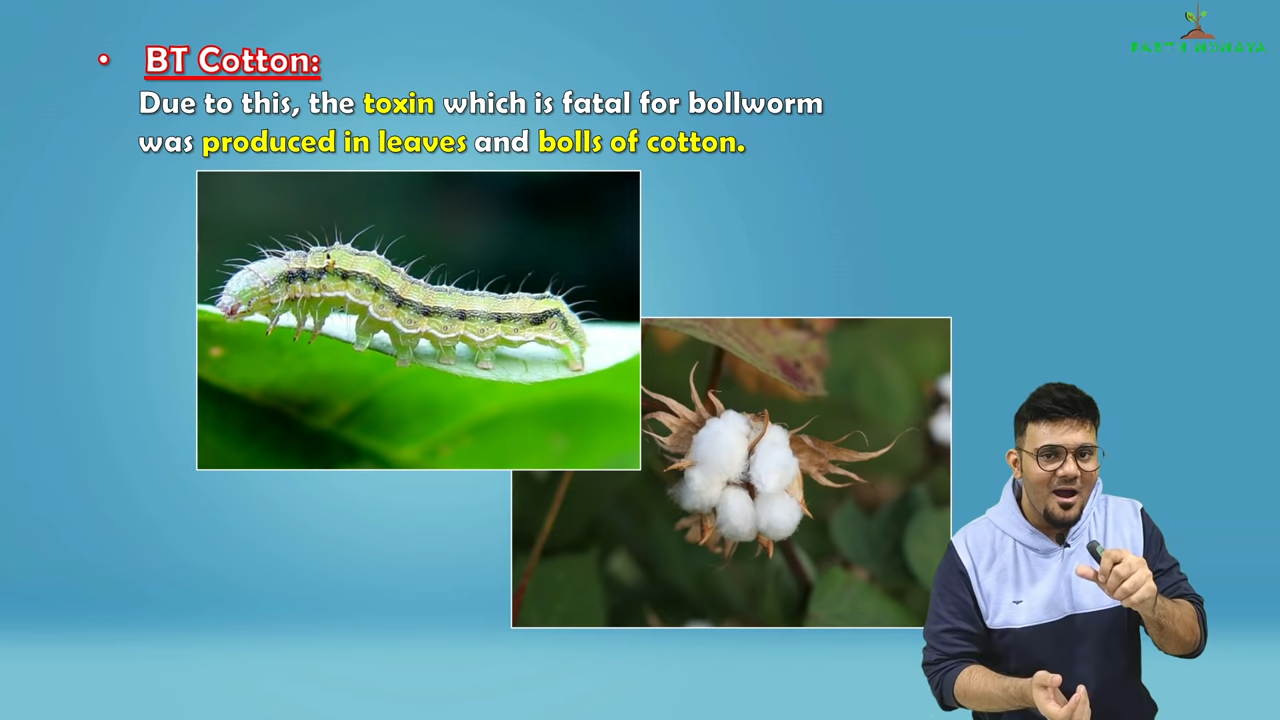 • BT Cotton:
Due to this, the toxin which is fatal for bollworm
was produced in leaves and bolls of cotton.